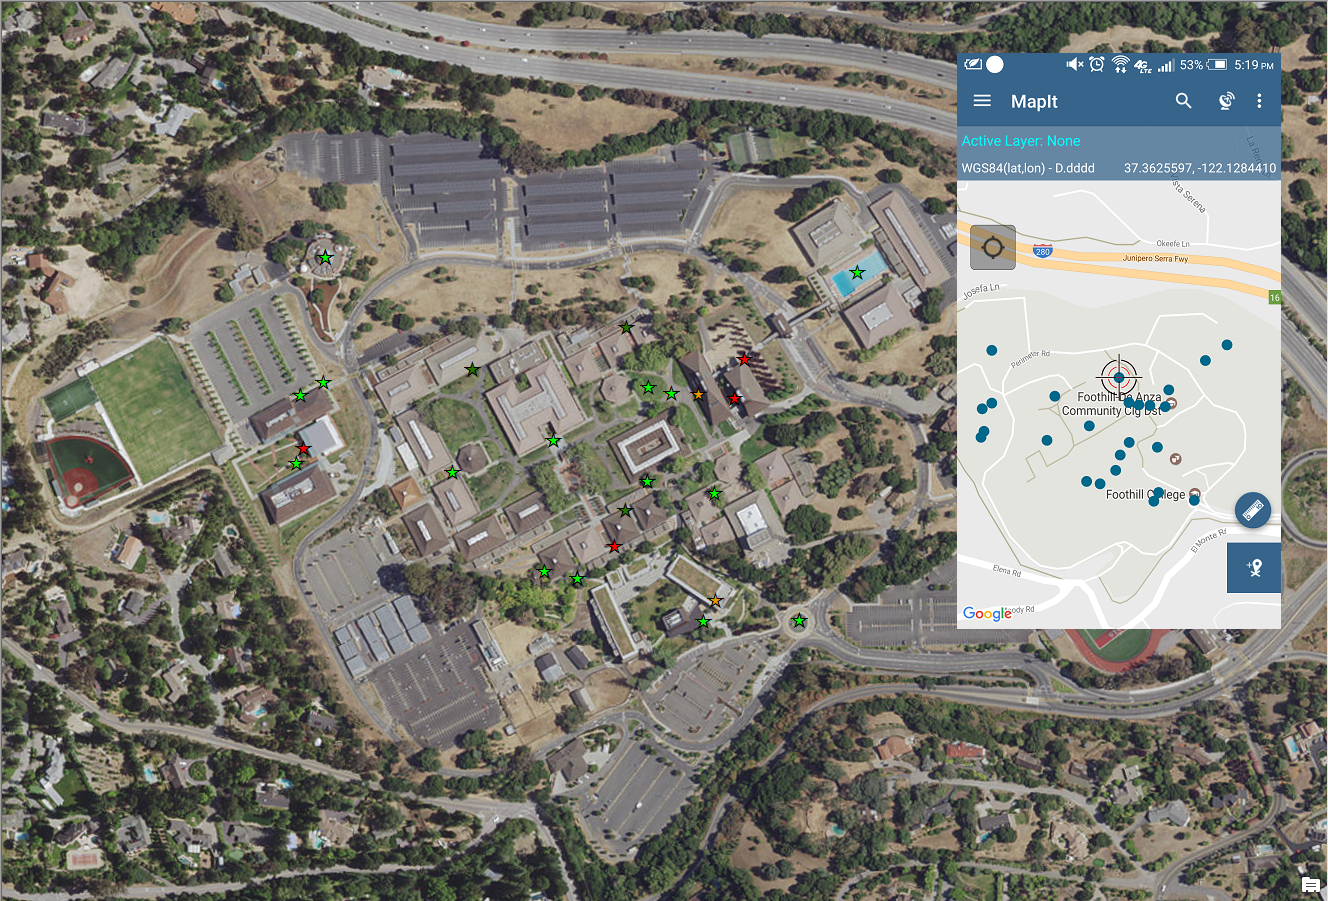 4G
LTE
53%
5:19 PM
MapIt
Active Layer: None
WGS84(lat,lon) - D.dddd
37.3625597, -122.1284410
Okeefe Ln
280
Junipero Serra Fwy
Josefa Ln
16
Perimeter Rd
Foothill-De Anza
Community Clg Dst
Foothill College
El Monte Rd
Elena Rd
Google